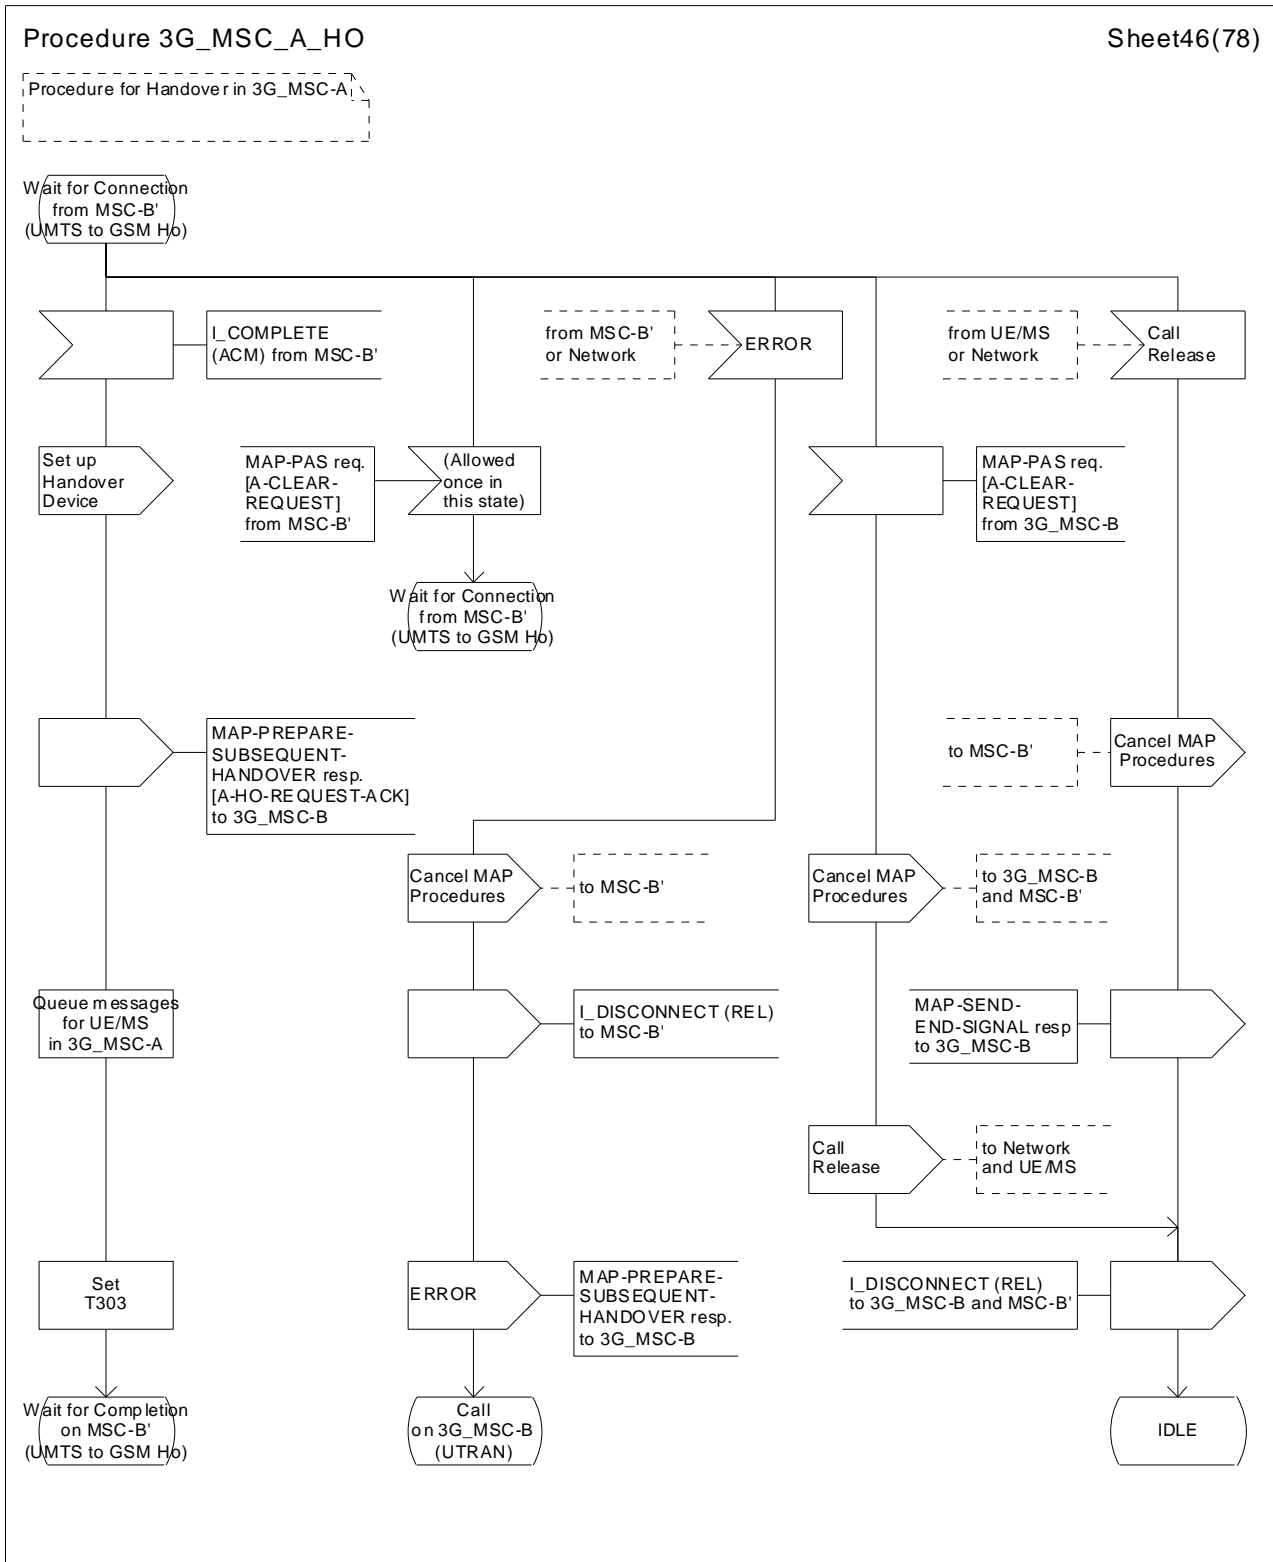 Procedure 3G_MSC_A_HO
Sheet46(78)
Procedure for Handover in 3G_MSC-A
Wait for Connection
from MSC-B'
(UMTS to GSM Ho)
I_COMPLETE
(ACM) from MSC-B'
from MSC-B'
or Network
ERROR
from UE/MS
or Network
Call
Release
Set up
Handover
Device
MAP-PAS req.
[A-CLEAR-
REQUEST]
from MSC-B'
(Allowed
once in
this state)
MAP-PAS req.
[A-CLEAR-
REQUEST]
from 3G_MSC-B
Wait for Connection
from MSC-B'
(UMTS to GSM Ho)
MAP-PREPARE-
SUBSEQUENT-
HANDOVER resp.
[A-HO-REQUEST-ACK]
to 3G_MSC-B
to MSC-B'
Cancel MAP
Procedures
Cancel MAP
Procedures
to MSC-B'
Cancel MAP
Procedures
to 3G_MSC-B
and MSC-B'
Queue messages
for UE/MS
in 3G_MSC-A
I_DISCONNECT (REL)
to MSC-B'
MAP-SEND-
END-SIGNAL resp
to 3G_MSC-B
Call
Release
to Network
and UE/MS
Set
T303
ERROR
MAP-PREPARE-
SUBSEQUENT-
HANDOVER resp.
to 3G_MSC-B
I_DISCONNECT (REL)
to 3G_MSC-B and MSC-B'
Wait for Completion
on MSC-B'
(UMTS to GSM Ho)
Call
on 3G_MSC-B
(UTRAN)
IDLE